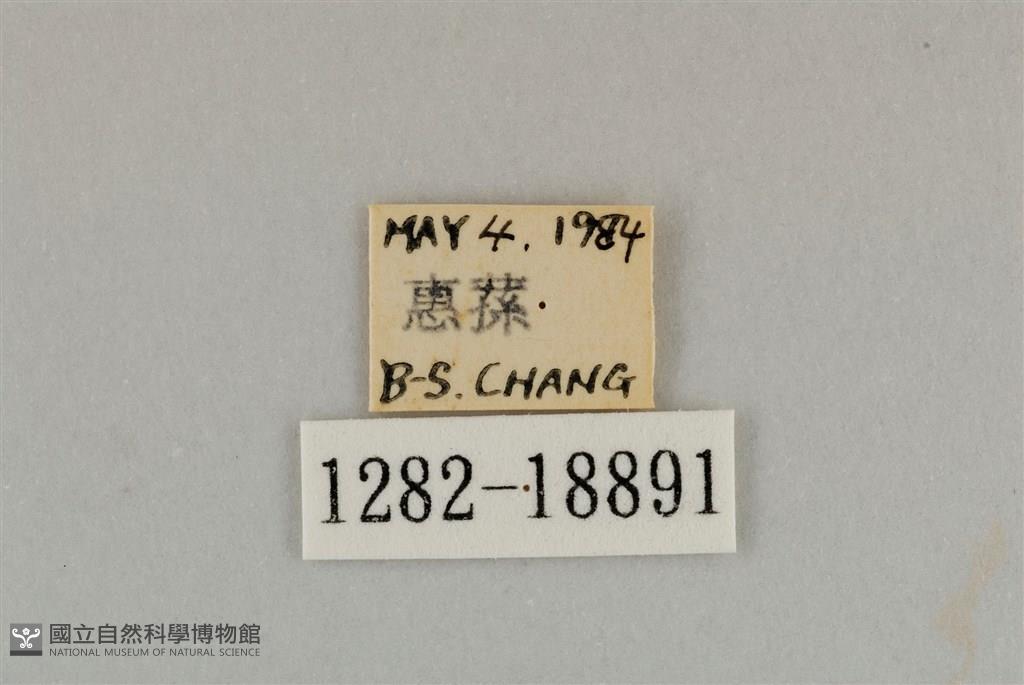 MAY 4, 1984
惠蓀
B-S. CHANG
1282-18891
國立自然科學博物館
NATIONAL MUSEUM OF NATURAL SCIENCE